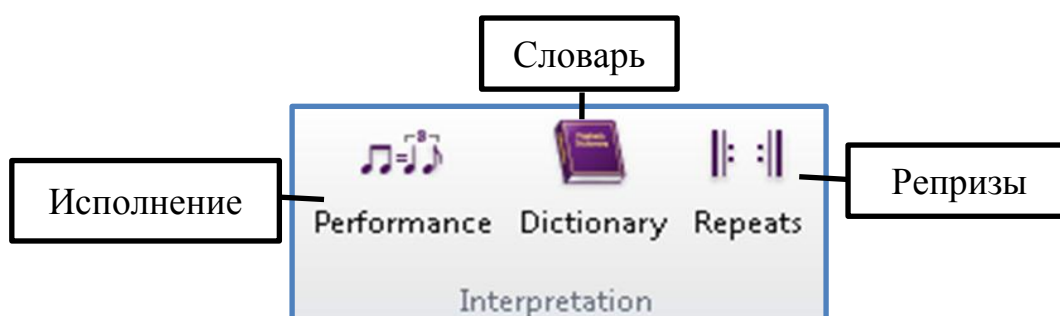 Словарь
Исполнение
Репризы
Performance Dictionary Repeats
Interpretation